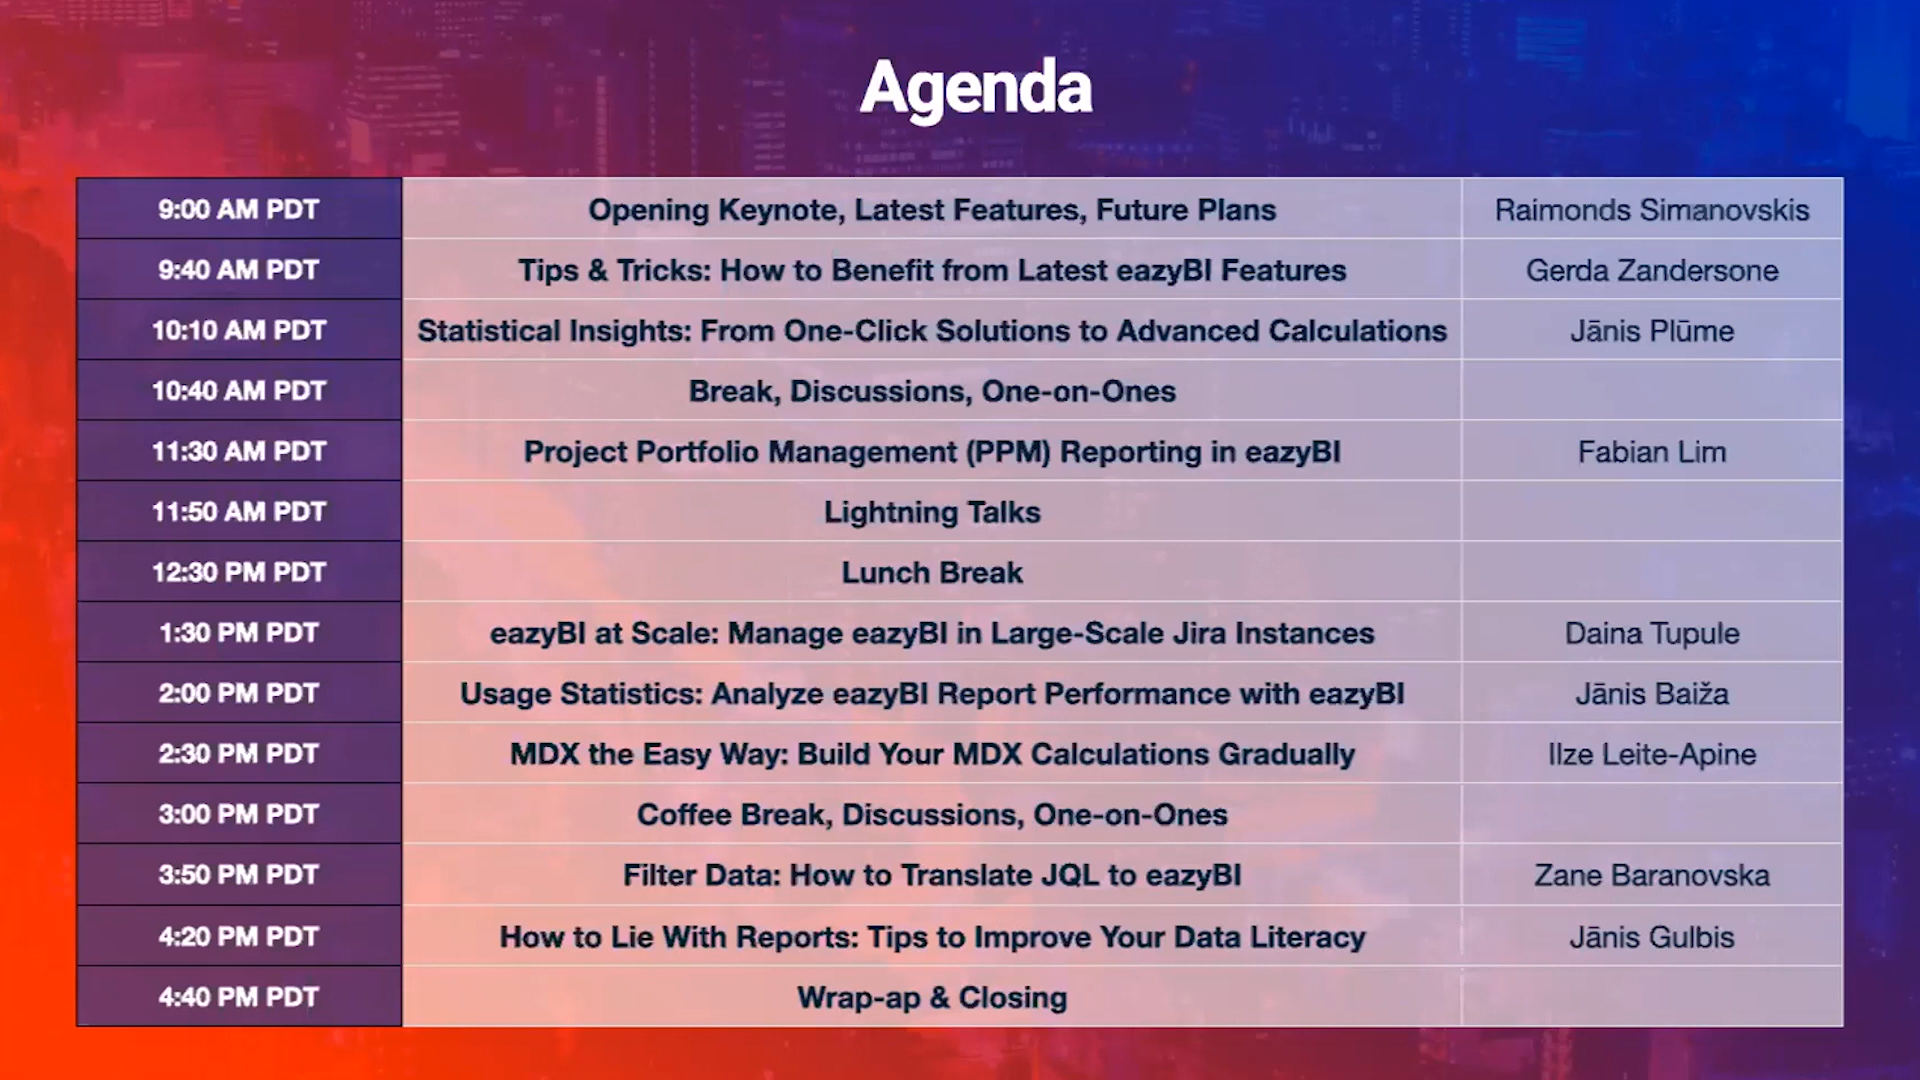 Agenda
9:00 AM PDT Opening Keynote, Latest Features, Future Plans Raimonds Simanovskis
9:40 AM PDT Tips & Tricks: How to Benefit from Latest eazyBI Features Gerda Zandersone
10:10 AM PDT Statistical Insights: From One-Click Solutions to Advanced Calculations Jānis Plūme
10:40 AM PDT Break, Discussions, One-on-Ones
11:30 AM PDT Project Portfolio Management (PPM) Reporting in eazyBI Fabian Lim
11:50 AM PDT Lightning Talks
12:30 PM PDT Lunch Break
1:30 PM PDT eazyBI at Scale: Manage eazyBI in Large-Scale Jira Instances Daina Tupule
2:00 PM PDT Usage Statistics: Analyze eazyBI Report Performance with eazyBI Jānis Baiža
2:30 PM PDT MDX the Easy Way: Build Your MDX Calculations Gradually Ilze Leite-Apine
3:00 PM PDT Coffee Break, Discussions, One-on-Ones
3:50 PM PDT Filter Data: How to Translate JQL to eazyBI Zane Baranovska
4:20 PM PDT How to Lie With Reports: Tips to Improve Your Data Literacy Jānis Gulbis
4:40 PM PDT Wrap-ap & Closing